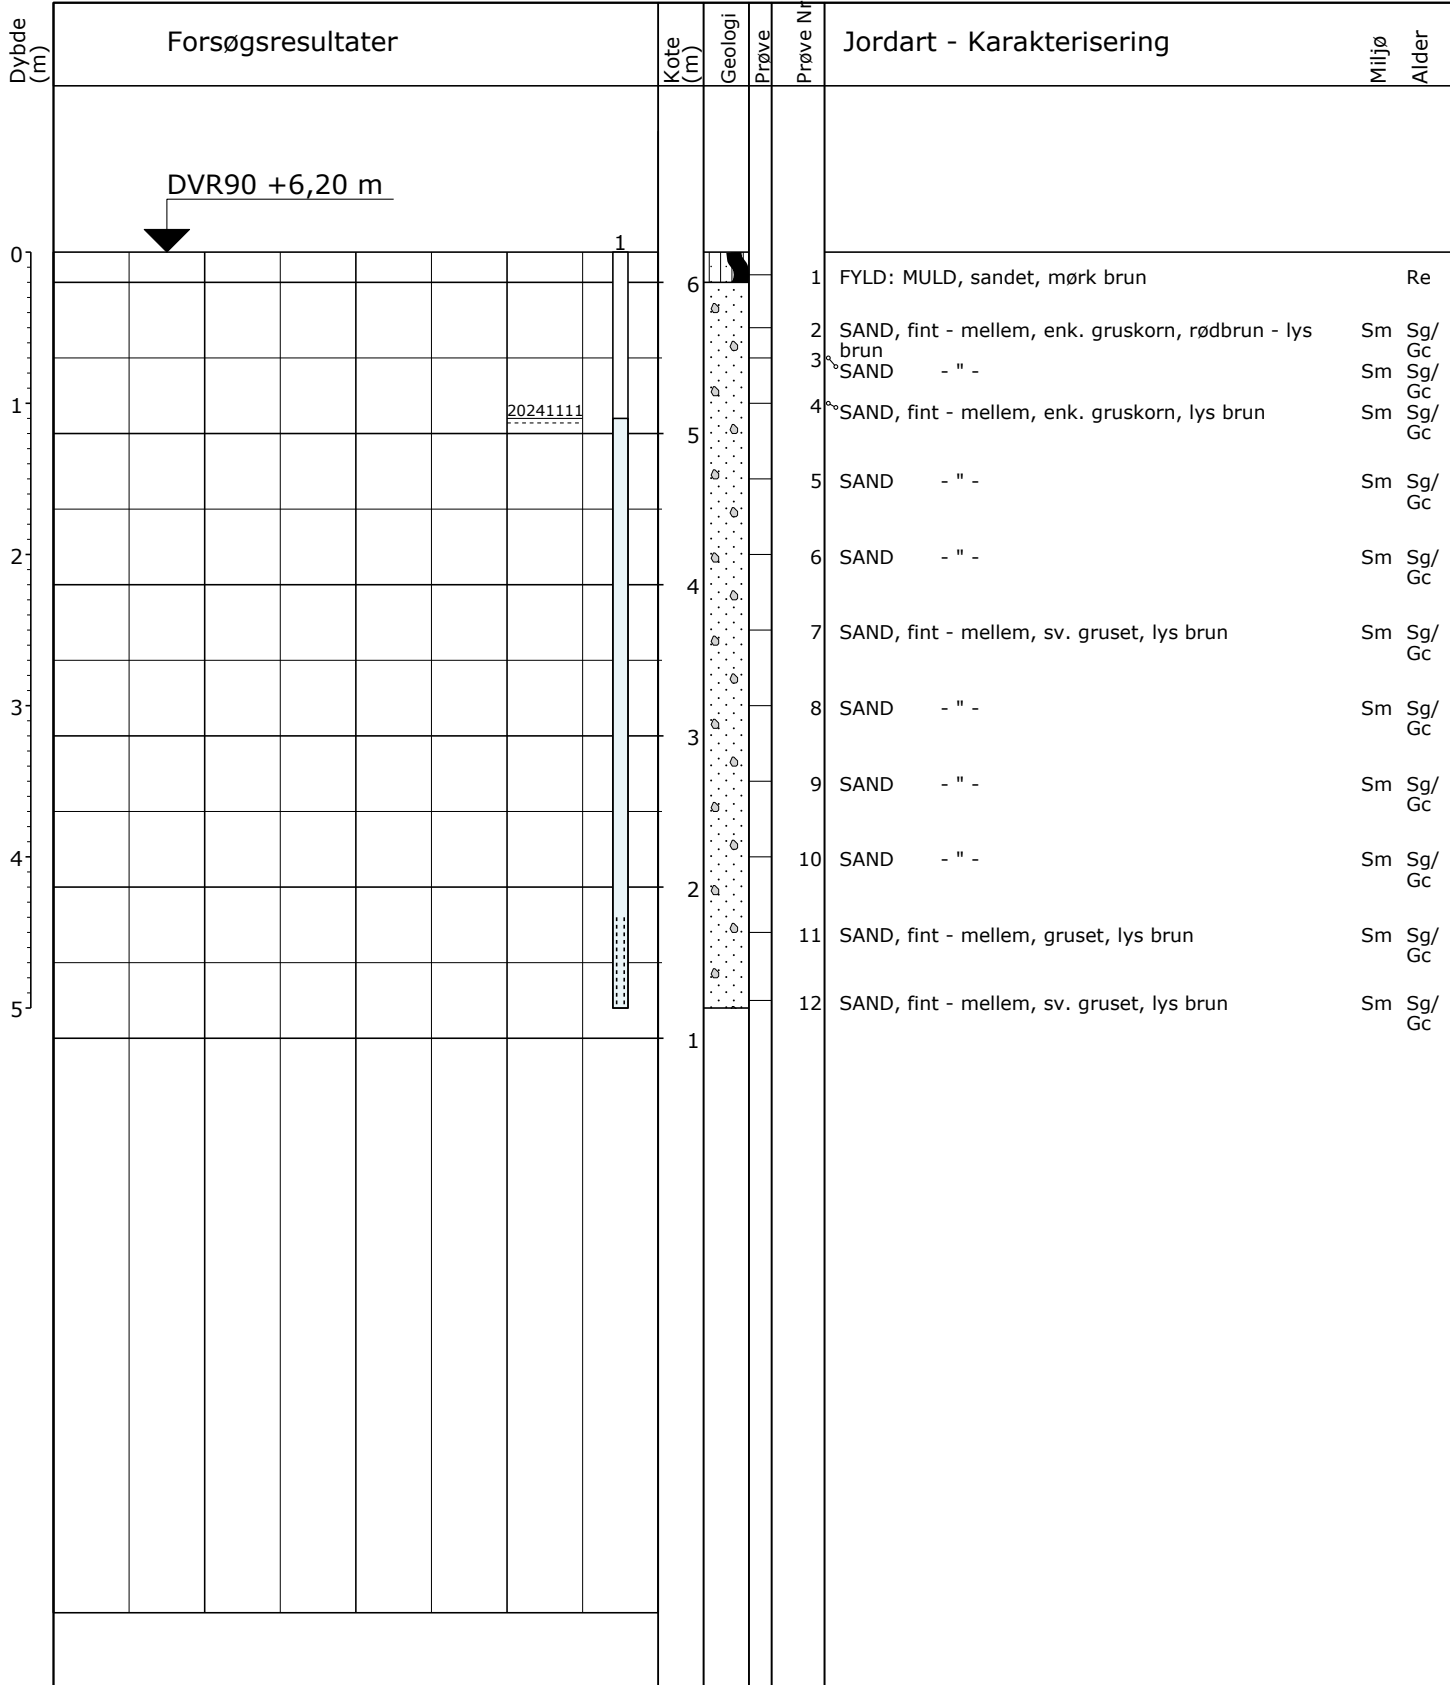 Dybde
(m)
Forsøgsresultater
Kote
(m)
Geologi
Prøve
Prøve Nr
Jordart - Karakterisering
Miljø
Alder
DVR90 +6,20 m
0
1
6
1 FYLD: MULD, sandet, mørk brun Re
2 SAND, fint - mellem, enk. gruskorn, rødbrun - lys Sm Sg/
brun Gc
3 SAND - " - Sm Sg/
Gc
1
20241111
4 SAND, fint - mellem, enk. gruskorn, lys brun Sm Sg/
Gc
5
5 SAND - " - Sm Sg/
Gc
2
6 SAND - " - Sm Sg/
Gc
4
7 SAND, fint - mellem, sv. gruset, lys brun Sm Sg/
Gc
3
8 SAND - " - Sm Sg/
Gc
3
9 SAND - " - Sm Sg/
Gc
4
10 SAND - " - Sm Sg/
Gc
2
11 SAND, fint - mellem, gruset, lys brun Sm Sg/
Gc
5
12 SAND, fint - mellem, sv. gruset, lys brun Sm Sg/
Gc
1